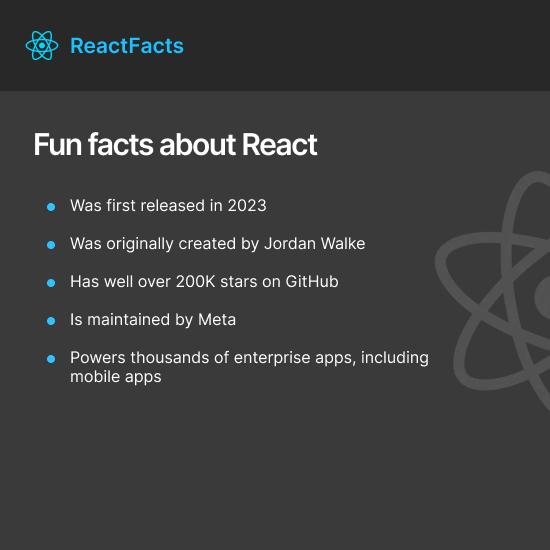 ReactFacts
Fun facts about React
Was first released in 2023
Was originally created by Jordan Walke
Has well over 200K stars on GitHub
Is maintained by Meta
Powers thousands of enterprise apps, including
mobile apps